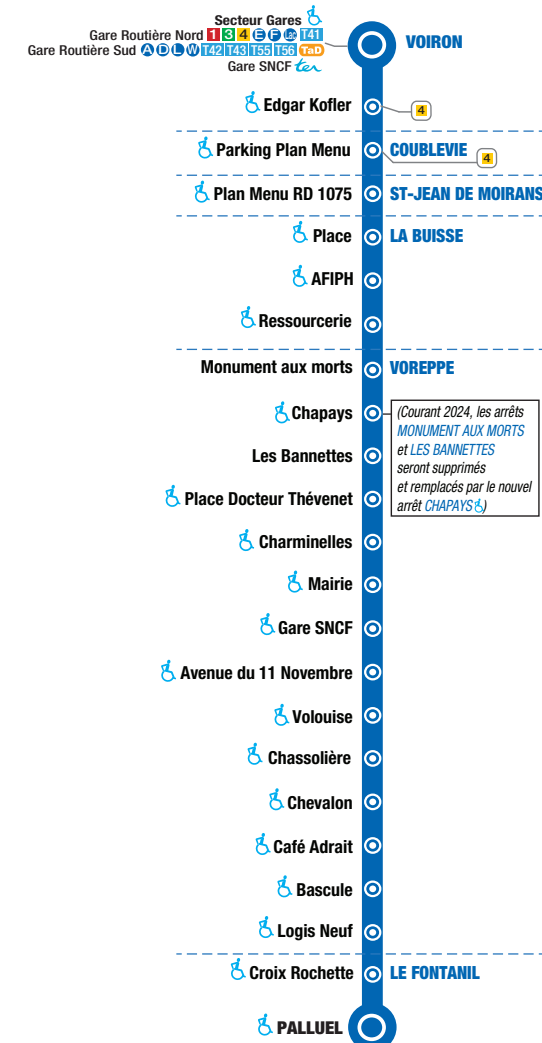 Secteur Gares
Gare Routière Nord 1 3 4 E F Lac T41
Gare Routière Sud A D L W T42 T43 T55 T56 TaD
Gare SNCF ter
VOIRON
Edgar Kofler
4
Parking Plan Menu
COUBLEVIE
4
Plan Menu RD 1075
ST-JEAN DE MOIRANS
Place
LA BUISSE
AFIPH
Ressourcerie
Monument aux morts
VOREPPE
Chapays
(Courant 2024, les arrêts
MONUMENT AUX MORTS
et LES BANNETTES
seront supprimés
et remplacés par le nouvel
arrêt CHAPAYS)
Les Bannettes
Place Docteur Thévenet
Charminelles
Mairie
Gare SNCF
Avenue du 11 Novembre
Volouise
Chassolière
Chevalon
Café Adrait
Bascule
Logis Neuf
Croix Rochette
LE FONTANIL
PALLUEL